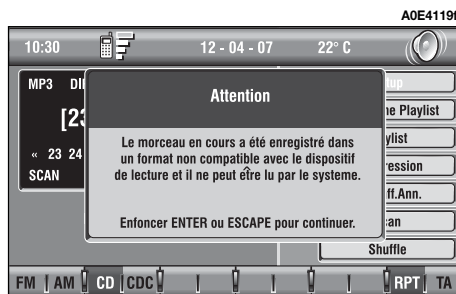 A0E4119f
10:30 12 - 04 - 07 22° C
MP3
[23
« 23 24
SCAN
Attention
Le morceau en cours a été enregistré dans
un format non compatible avec le dispositif
de lecture et il ne peut eîre lu par le systeme.
Enfoncer ENTER ou ESCAPE pour continuer.
Playlist
Shuffle
FM AM CD CDC RPT TA